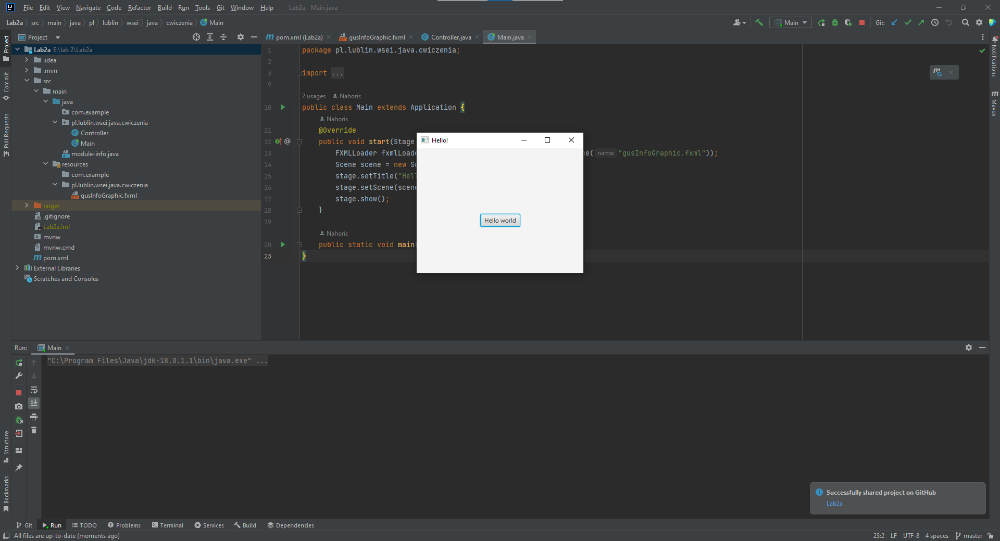 File Edit View Navigate Code Refactor Build Run Tools Git Window Help Lab2a - Main.java
Lab2a src main java pl lublin wsei java cwiczenia Main
Main Git:
Project
pom.xml (Lab2a) gusInfoGraphic.fxml Controller.java Main.java
Project
Commit
Pull Requests
Structure
Bookmarks
Notifications
Maven
Lab2a E:\lab 2\Lab2a
.idea
.mvn
src
main
java
com.example
pl.lublin.wsei.java.cwiczenia
Controller
Main
module-info.java
resources
com.example
pl.lublin.wsei.java.cwiczenia
gusInfoGraphic.fxml
target
.gitignore
Lab2a.iml
mvnw
mvnw.cmd
pom.xml
External Libraries
Scratches and Consoles
1 package pl.lublin.wsei.java.cwiczenia;
2
3 import ...
9
2 usages Nahoris
10 public class Main extends Application {
Nahoris
11 @Override
12 public void start(Stage
13 FXMLLoader fxmlLoade ce( name: "gusInfoGraphic.fxml"));
14 Scene scene = new Sc
15 stage.setTitle("Hell
16 stage.setScene(scene
17 stage.show();
18 }
19
Nahoris
20 public static void main(
23 }
Hello!
Hello world
Run: Main
"C:\Program Files\Java\jdk-18.0.1.1\bin\java.exe" ...
Successfully shared project on GitHub
Lab2a
Git Run TODO Problems Terminal Services Build Dependencies
All files are up-to-date (moments ago) 23:2 LF UTF-8 4 spaces master